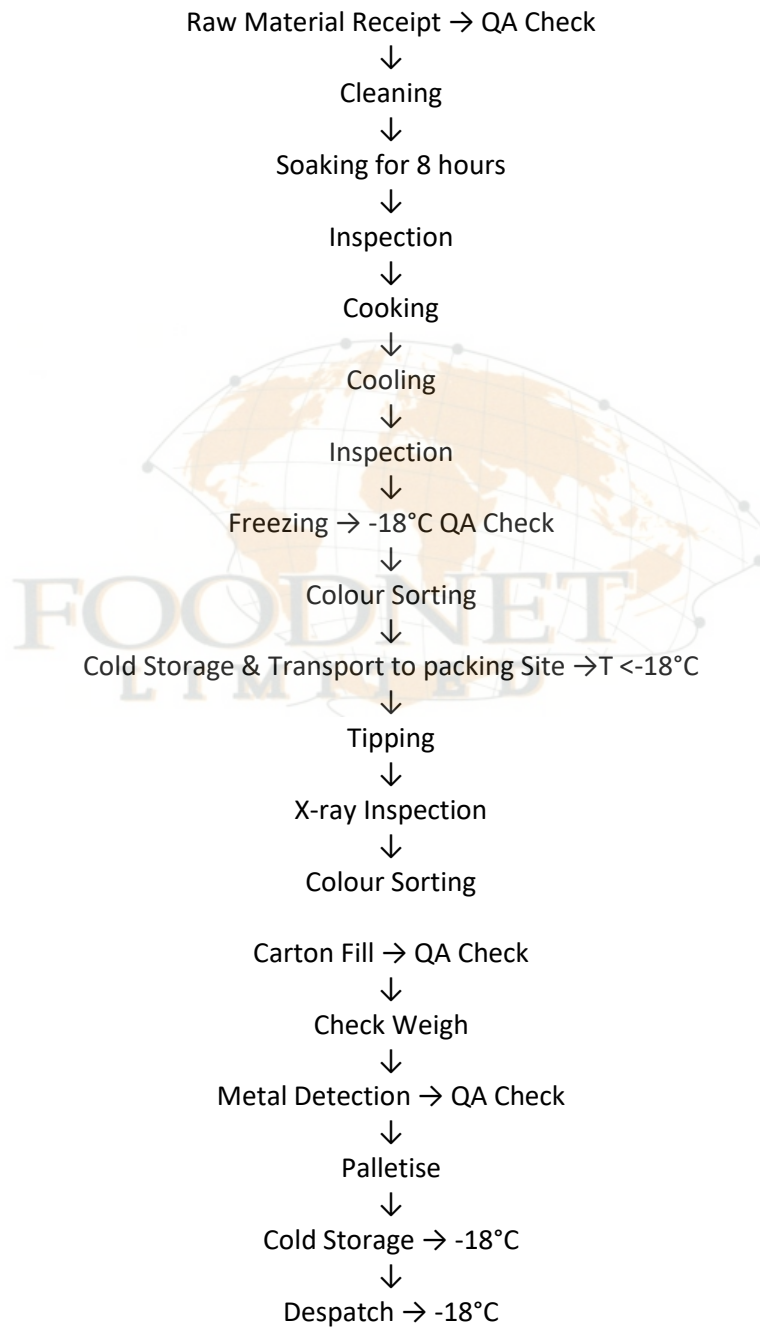 Raw Material Receipt → QA Check
↓
Cleaning
↓
Soaking for 8 hours
↓
Inspection
↓
Cooking
↓
Cooling
↓
Inspection
↓
Freezing → -18°C QA Check
↓
Colour Sorting
↓
FOODNET
Cold Storage & Transport to packing Site →T <-18°C
LIMITED
↓
Tipping
↓
X-ray Inspection
↓
Colour Sorting
Carton Fill → QA Check
↓
Check Weigh
↓
Metal Detection → QA Check
↓
Palletise
↓
Cold Storage → -18°C
↓
Despatch → -18°C